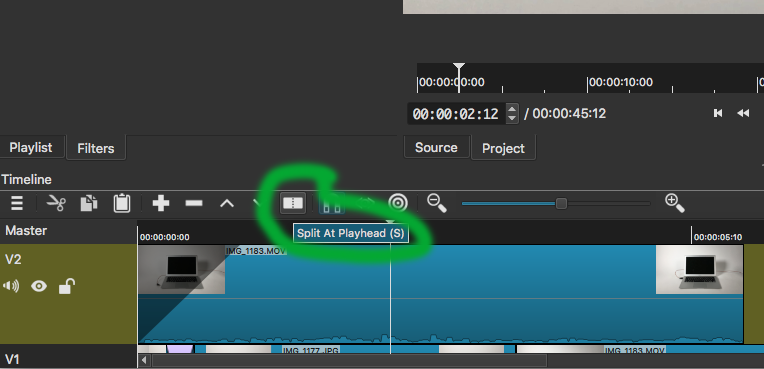 00:00:00:00
00:00:10:00
00:00:02:12 / 00:00:45:12
Playlist Filters
Source Project
Timeline
Split At Playhead (S)
Master
00:00:00:00
00:00:05:10
V2
IMG_1183.MOV
V1
IMG_1177.JPG
IMG_1183.MOV